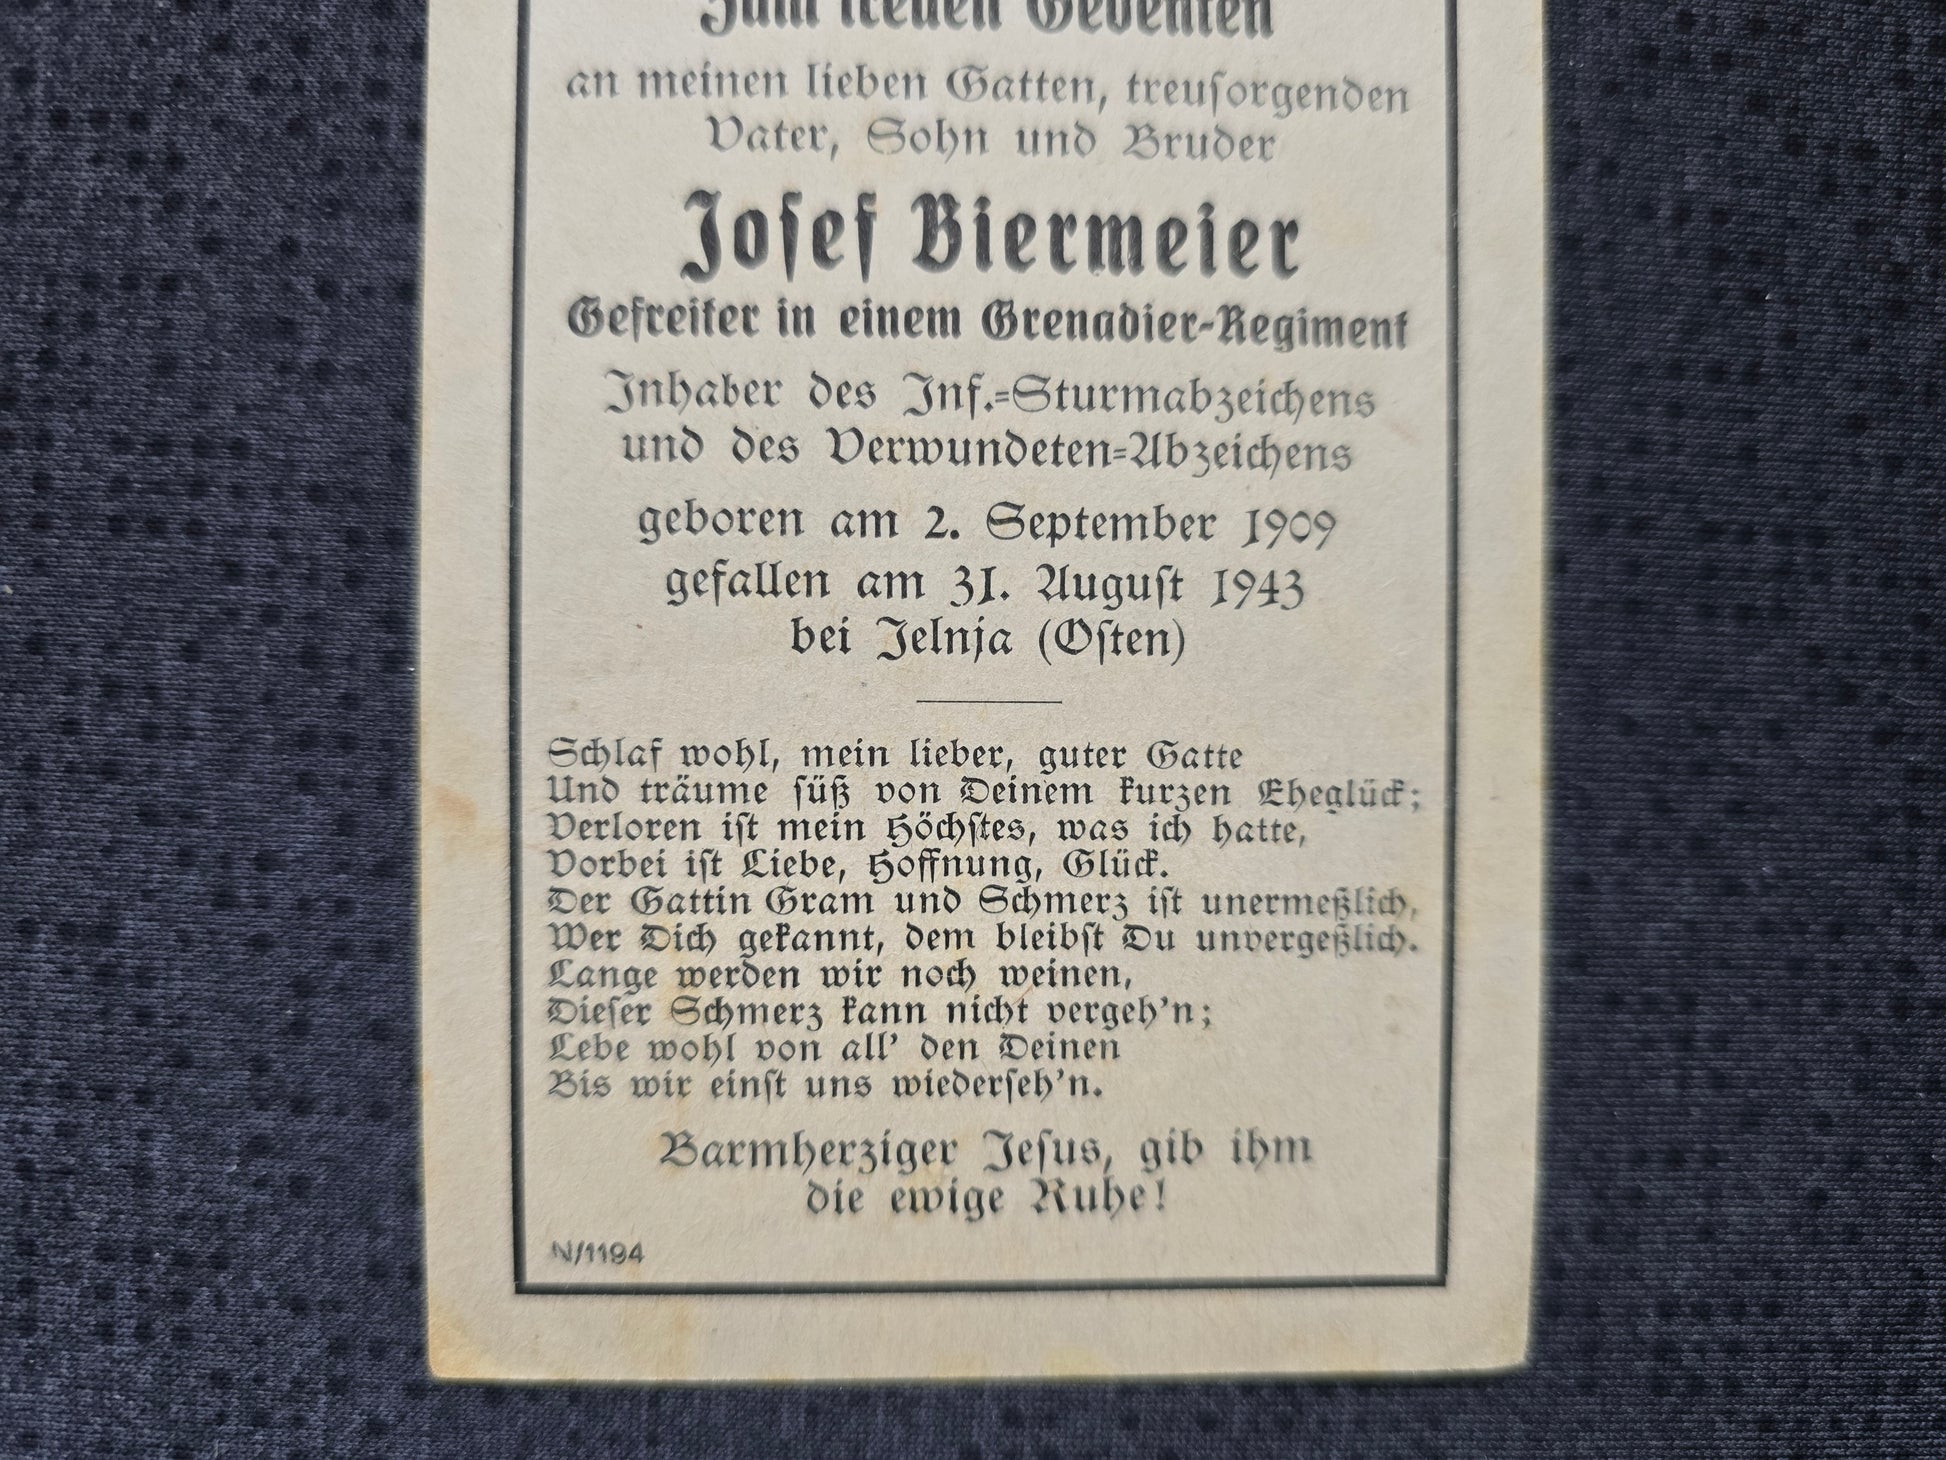 Zum treuen Gedenken
an meinen lieben Gatten, treuſorgenden
Vater, Sohn und Bruder
Joſef Biermeier
Gefreiter in einem Grenadier-Regiment
Inhaber des Inf.=Sturmabzeichens
und des Verwundeten=Abzeichens
geboren am 2. September 1909
gefallen am 31. Auguſt 1943
bei Jelnja (Oſten)
Schlaf wohl, mein lieber, guter Gatte
Und träume ſüß von Deinem kurzen Eheglück;
Verloren iſt mein Höchſtes, was ich hatte,
Vorbei iſt Liebe, Hoffnung, Glück.
Der Gattin Gram und Schmerz iſt unermeßlich,
Wer Dich gekannt, dem bleibſt Du unvergeßlich.
Lange werden wir noch weinen,
Dieſer Schmerz kann nicht vergeh'n;
Lebe wohl von all' den Deinen
Bis wir einſt uns wiederſeh'n.
Barmherziger Jeſus, gib ihm
die ewige Ruhe!
N/1194